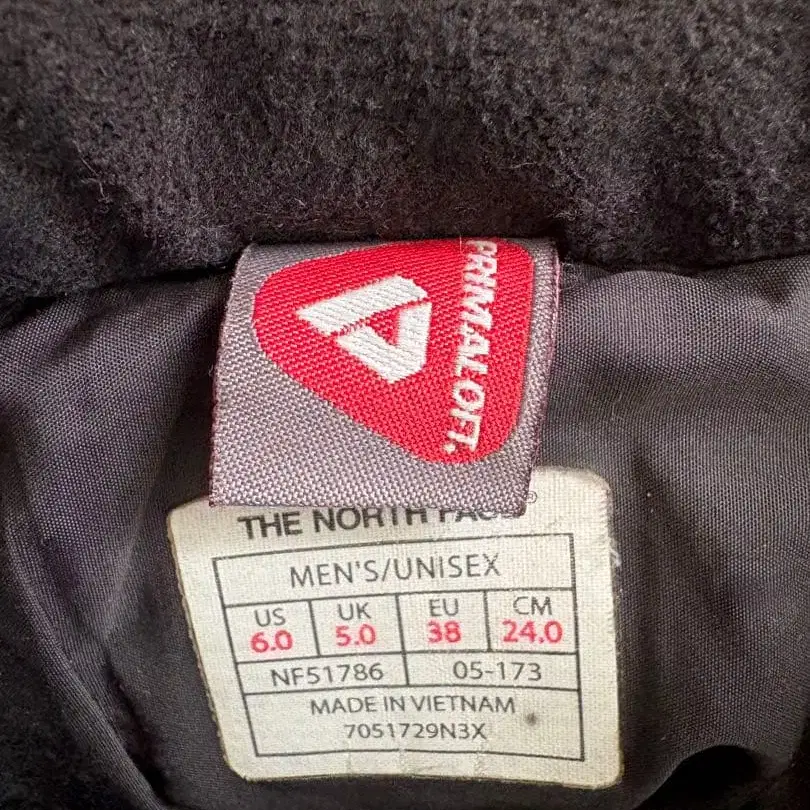 PRIMALOFT.
THE NORTH FACE®
MEN'S/UNISEX
US UK EU CM
6.0 5.0 38 24.0
NF51786 05-173
MADE IN VIETNAM
7051729N3X